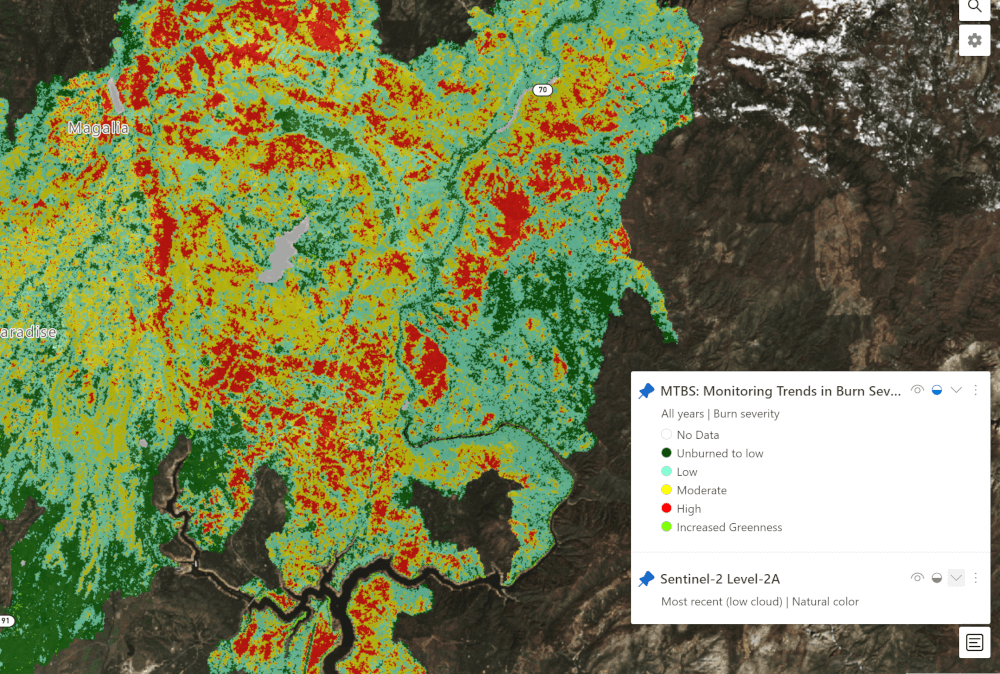 70
Magalia
aradise
91
MTBS: Monitoring Trends in Burn Sev...
All years | Burn severity
No Data
Unburned to low
Low
Moderate
High
Increased Greenness
Sentinel-2 Level-2A
Most recent (low cloud) | Natural color